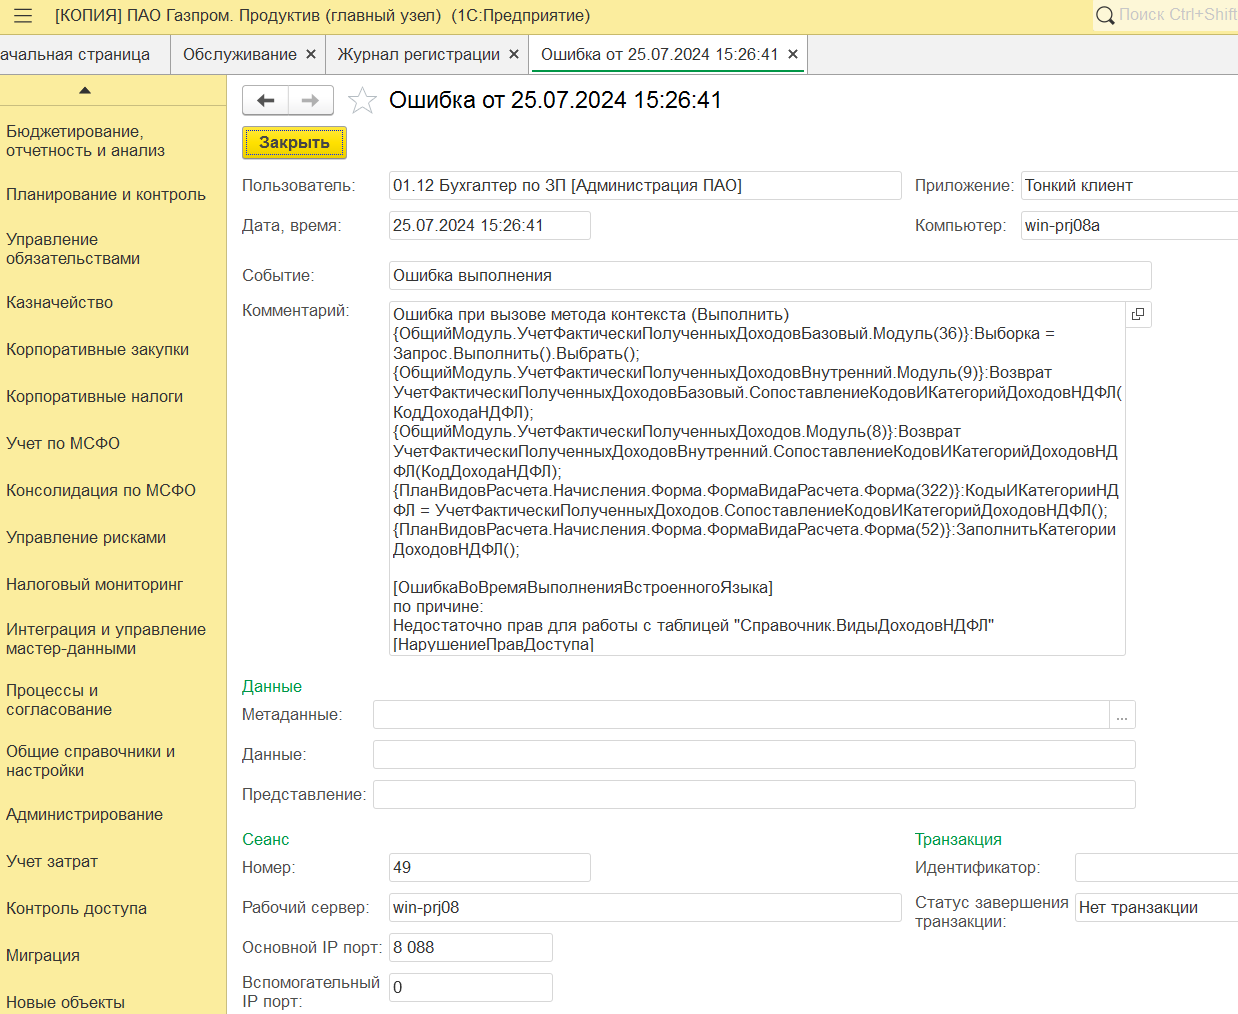 [КОПИЯ] ПАО Газпром. Продуктив (главный узел) (1С:Предприятие)
Поиск Ctrl+Shift
ачальная страница
Обслуживание ×
Журнал регистрации ×
Ошибка от 25.07.2024 15:26:41 ×
Бюджетирование,
отчетность и анализ
Планирование и контроль
Управление
обязательствами
Казначейство
Корпоративные закупки
Корпоративные налоги
Учет по МСФО
Консолидация по МСФО
Управление рисками
Налоговый мониторинг
Интеграция и управление
мастер-данными
Процессы и
согласование
Общие справочники и
настройки
Администрирование
Учет затрат
Контроль доступа
Миграция
Новые объекты
Ошибка от 25.07.2024 15:26:41
Закрыть
Пользователь: 01.12 Бухгалтер по ЗП [Администрация ПАО] Приложение: Тонкий клиент
Дата, время: 25.07.2024 15:26:41 Компьютер: win-prj08a
Событие: Ошибка выполнения
Комментарий: Ошибка при вызове метода контекста (Выполнить)
{ОбщийМодуль.УчетФактическиПолученныхДоходовБазовый.Модуль(36)}:Выборка =
Запрос.Выполнить().Выбрать();
{ОбщийМодуль.УчетФактическиПолученныхДоходовВнутренний.Модуль(9)}:Возврат
УчетФактическиПолученныхДоходовБазовый.СопоставлениеКодовИКатегорийДоходовНДФЛ(
КодДоходаНДФЛ);
{ОбщийМодуль.УчетФактическиПолученныхДоходов.Модуль(8)}:Возврат
УчетФактическиПолученныхДоходовВнутренний.СопоставлениеКодовИКатегорийДоходовНД
ФЛ(КодДоходаНДФЛ);
{ПланВидовРасчета.Начисления.Форма.ФормаВидаРасчета.Форма(322)}:КодыИКатегорииНД
ФЛ = УчетФактическиПолученныхДоходов.СопоставлениеКодовИКатегорийДоходовНДФЛ();
{ПланВидовРасчета.Начисления.Форма.ФормаВидаРасчета.Форма(52)}:ЗаполнитьКатегории
ДоходовНДФЛ();
[ОшибкаВоВремяВыполненияВстроенногоЯзыка]
по причине:
Недостаточно прав для работы с таблицей "Справочник.ВидыДоходовНДФЛ"
[НарушениеПравДоступа]
Данные
Метаданные: ...
Данные:
Представление:
Сеанс
Номер: 49
Рабочий сервер: win-prj08
Основной IP порт: 8 088
Вспомогательный
IP порт: 0
Транзакция
Идентификатор:
Статус завершения
транзакции: Нет транзакции